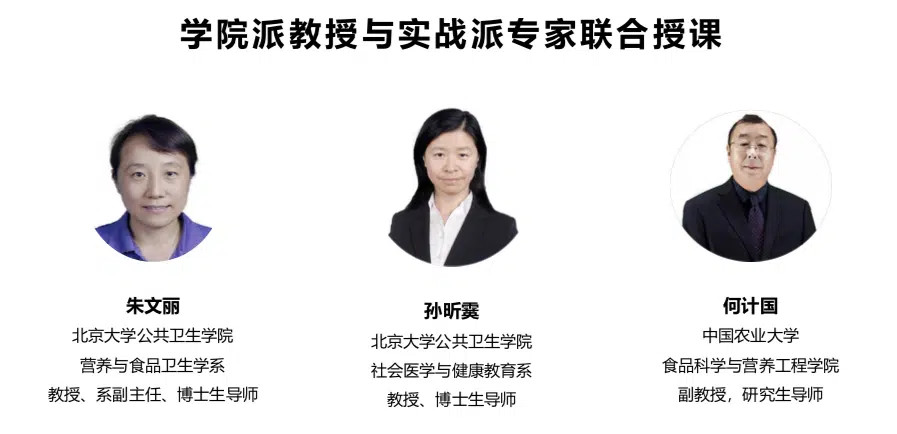 学院派教授与实战派专家联合授课
朱文丽
北京大学公共卫生学院
营养与食品卫生学系
教授、系副主任、博士生导师
孙昕霙
北京大学公共卫生学院
社会医学与健康教育系
教授、博士生导师
何计国
中国农业大学
食品科学与营养工程学院
副教授，研究生导师